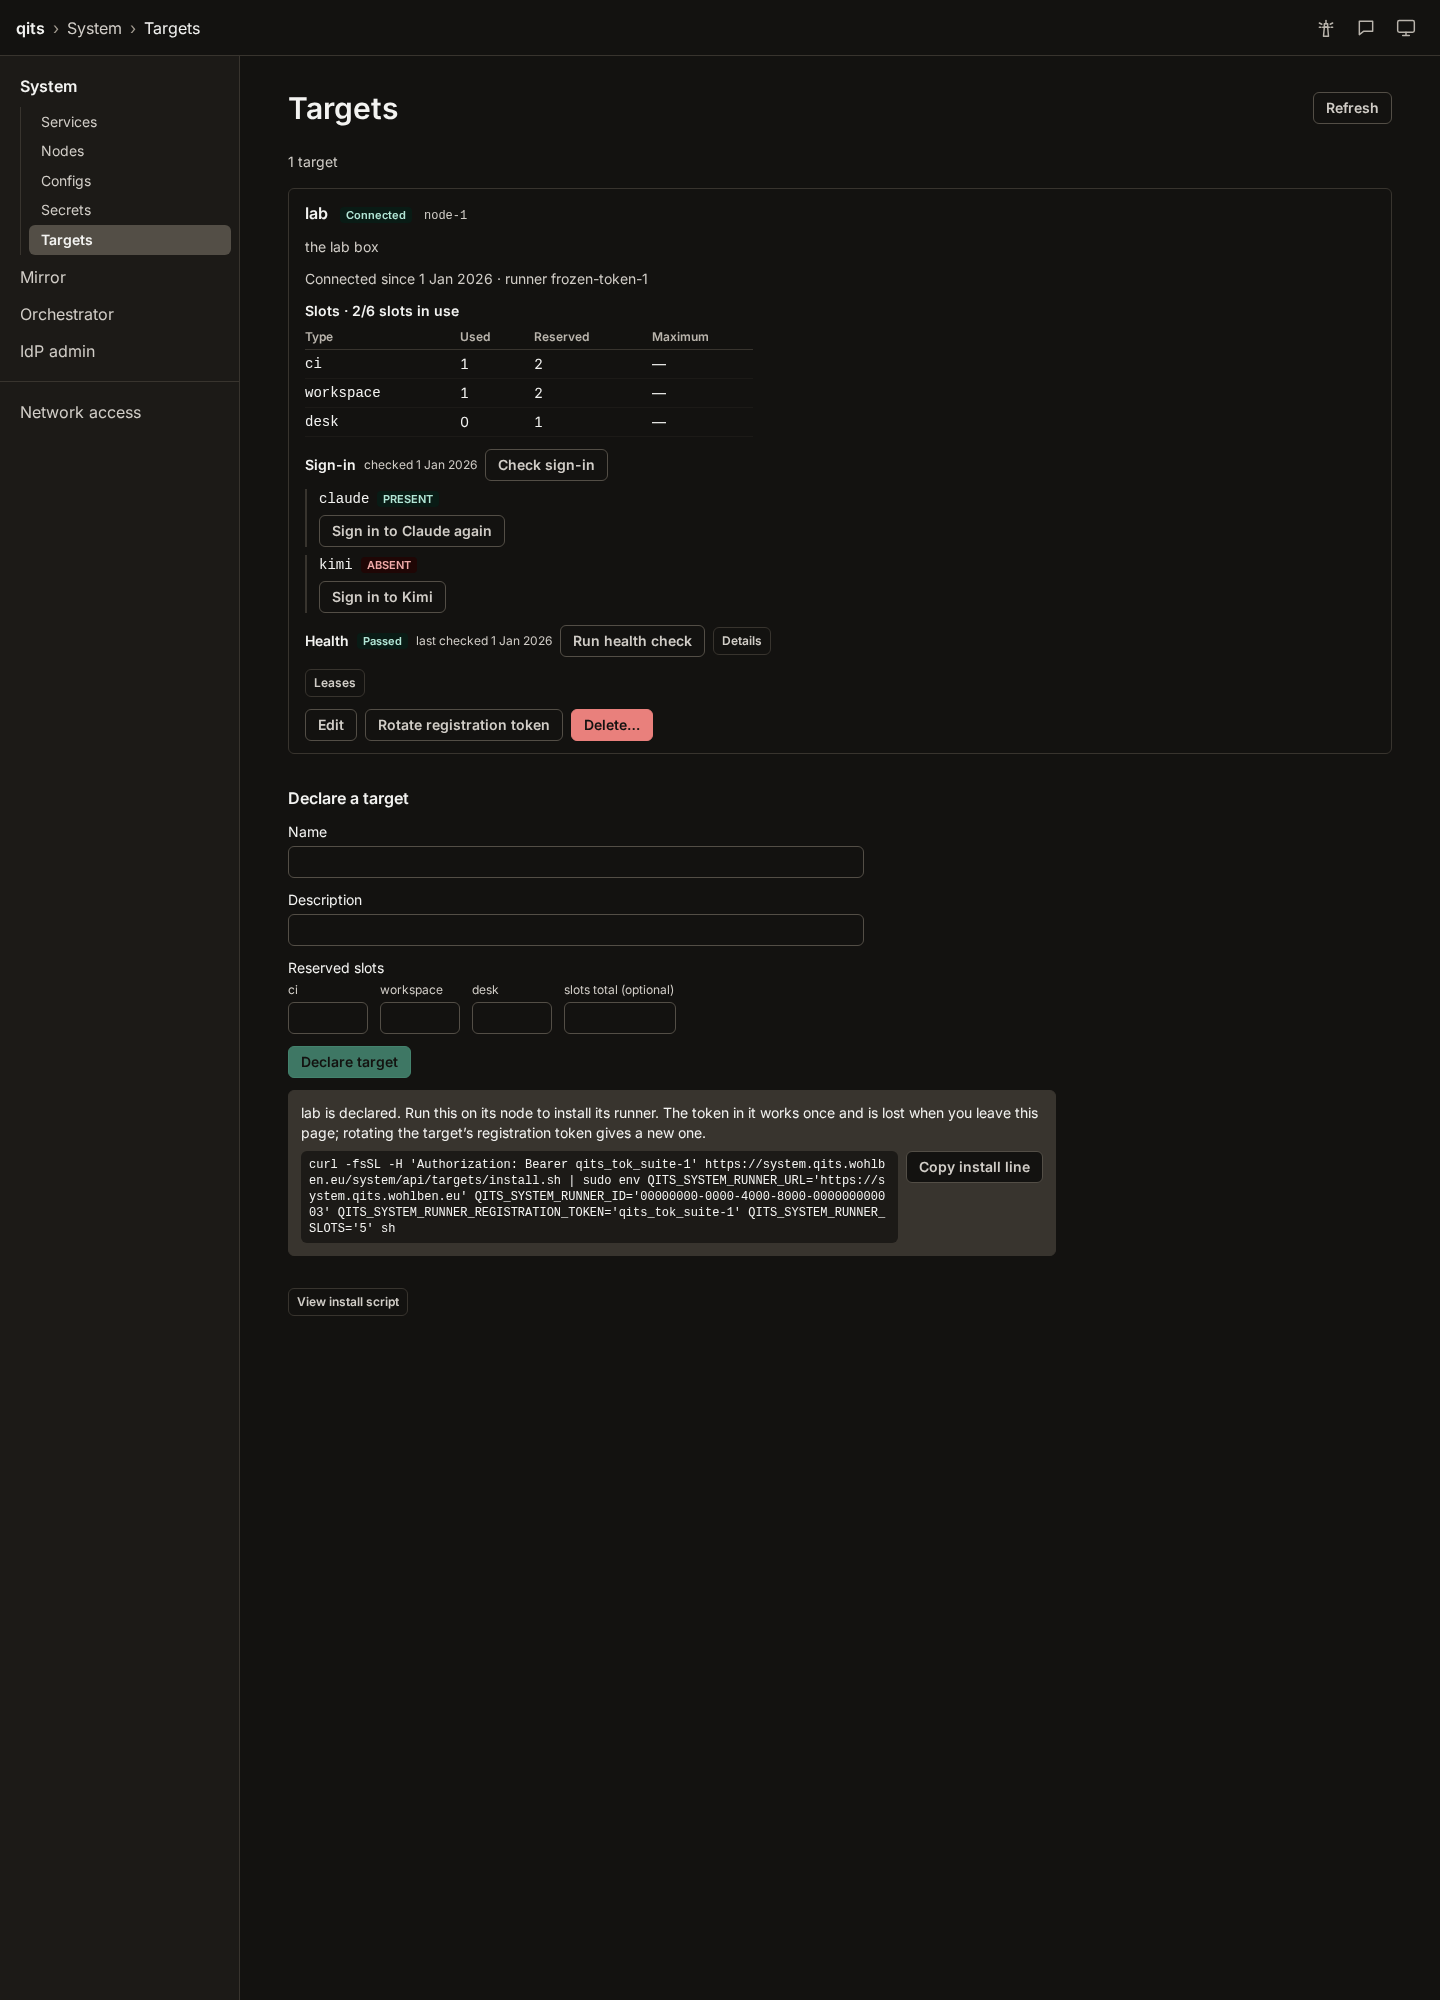 qits › System › Targets
System
Services
Nodes
Configs
Secrets
Targets
Mirror
Orchestrator
IdP admin
Network access
Targets
Refresh
1 target
lab Connected node-1
the lab box
Connected since 1 Jan 2026 · runner frozen-token-1
Slots · 2/6 slots in use
Type Used Reserved Maximum
ci 1 2 —
workspace 1 2 —
desk 0 1 —
Sign-in checked 1 Jan 2026 Check sign-in
claude PRESENT
Sign in to Claude again
kimi ABSENT
Sign in to Kimi
Health Passed last checked 1 Jan 2026 Run health check Details
Leases
Edit Rotate registration token Delete…
Declare a target
Name
Description
Reserved slots
ci workspace desk slots total (optional)
Declare target
lab is declared. Run this on its node to install its runner. The token in it works once and is lost when you leave this
page; rotating the target’s registration token gives a new one.
curl -fsSL -H 'Authorization: Bearer qits_tok_suite-1' https://system.qits.wohlb
en.eu/system/api/targets/install.sh | sudo env QITS_SYSTEM_RUNNER_URL='https://s
ystem.qits.wohlben.eu' QITS_SYSTEM_RUNNER_ID='00000000-0000-4000-8000-0000000000
03' QITS_SYSTEM_RUNNER_REGISTRATION_TOKEN='qits_tok_suite-1' QITS_SYSTEM_RUNNER_
SLOTS='5' sh
Copy install line
View install script